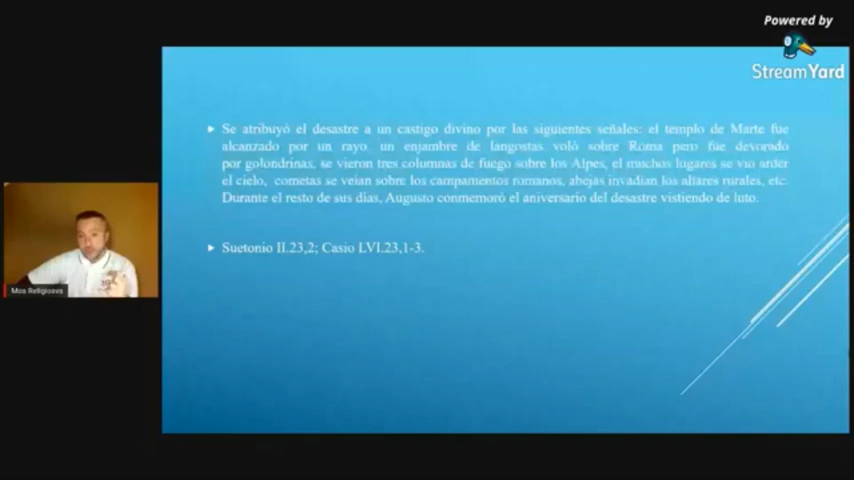 Powered by
StreamYard
Se atribuyó el desastre a un castigo divino por las siguientes señales: el templo de Marte fue
alcanzado por un rayo, un enjambre de langostas voló sobre Roma pero fue devorado
por golondrinas, se vieron tres columnas de fuego sobre los Alpes, el muchos lugares se vio arder
el cielo, cometas se veían sobre los campamentos romanos, abejas invadían los altares rurales, etc.
Durante el resto de sus días, Augusto conmemoró el aniversario del desastre vistiendo de luto.
Suetonio II.23,2; Casio LVI.23,1-3.
Mos Religiosvs